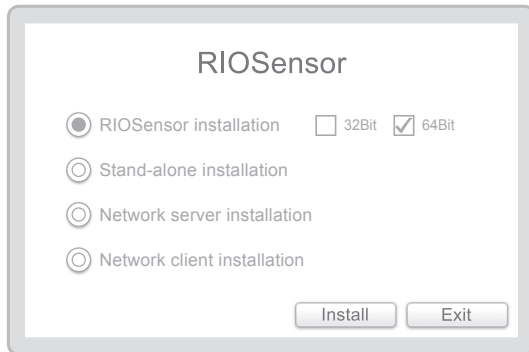 RIOSensor
RIOSensor installation 32Bit 64Bit
Stand-alone installation
Network server installation
Network client installation
Install Exit